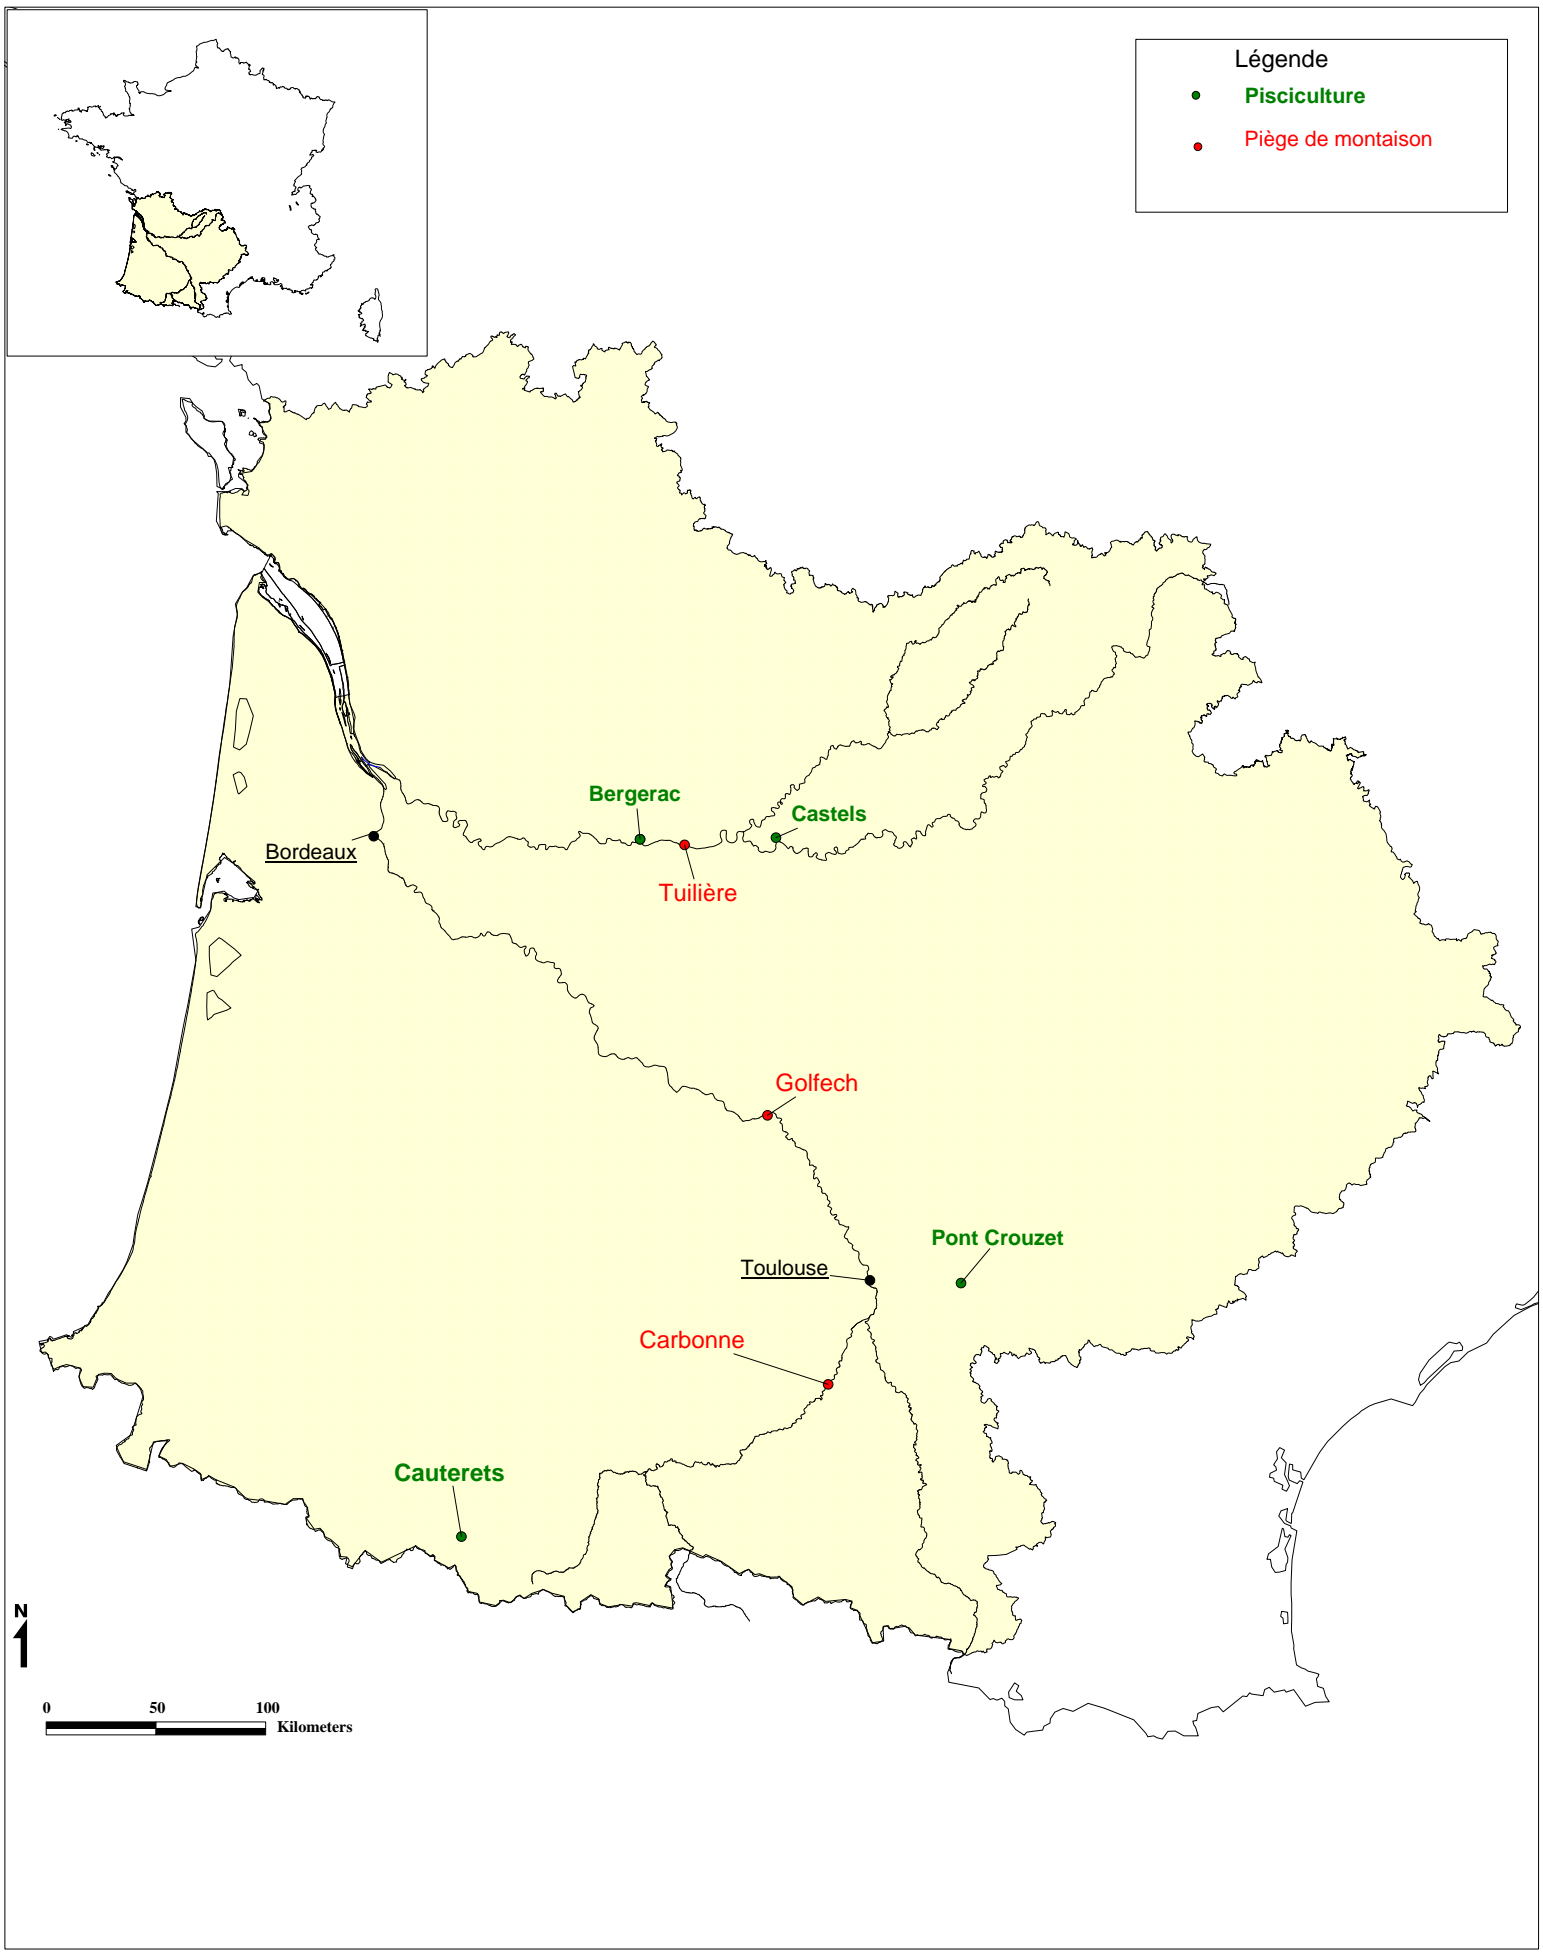 Légende
Pisciculture
Piège de montaison
Bergerac
Castels
Bordeaux
Tuilière
Golfech
Pont Crouzet
Toulouse
Carbonne
Cauterets
N
0 50 100
Kilometers